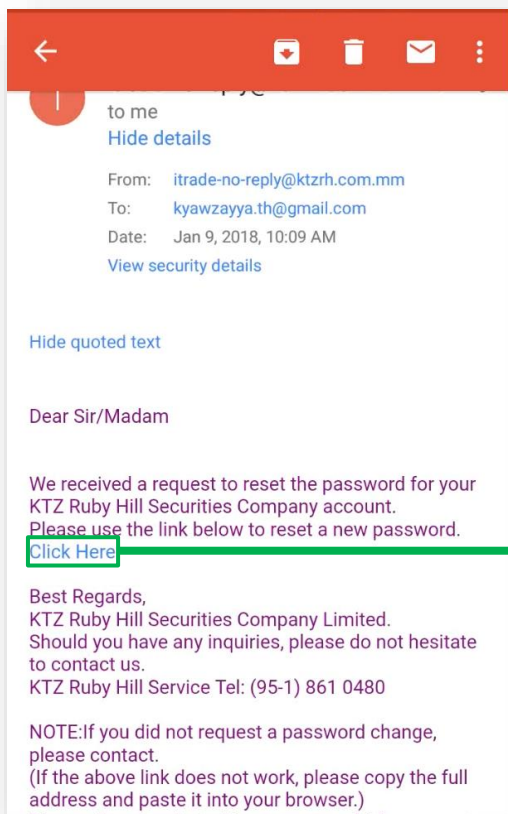 to me
Hide details
From: itrade-no-reply@ktzrh.com.mm
To: kyawzayya.th@gmail.com
Date: Jan 9, 2018, 10:09 AM
View security details
Hide quoted text
Dear Sir/Madam
We received a request to reset the password for your
KTZ Ruby Hill Securities Company account.
Please use the link below to reset a new password.
Click Here
Best Regards,
KTZ Ruby Hill Securities Company Limited.
Should you have any inquiries, please do not hesitate
to contact us.
KTZ Ruby Hill Service Tel: (95-1) 861 0480
NOTE:If you did not request a password change,
please contact.
(If the above link does not work, please copy the full
address and paste it into your browser.)